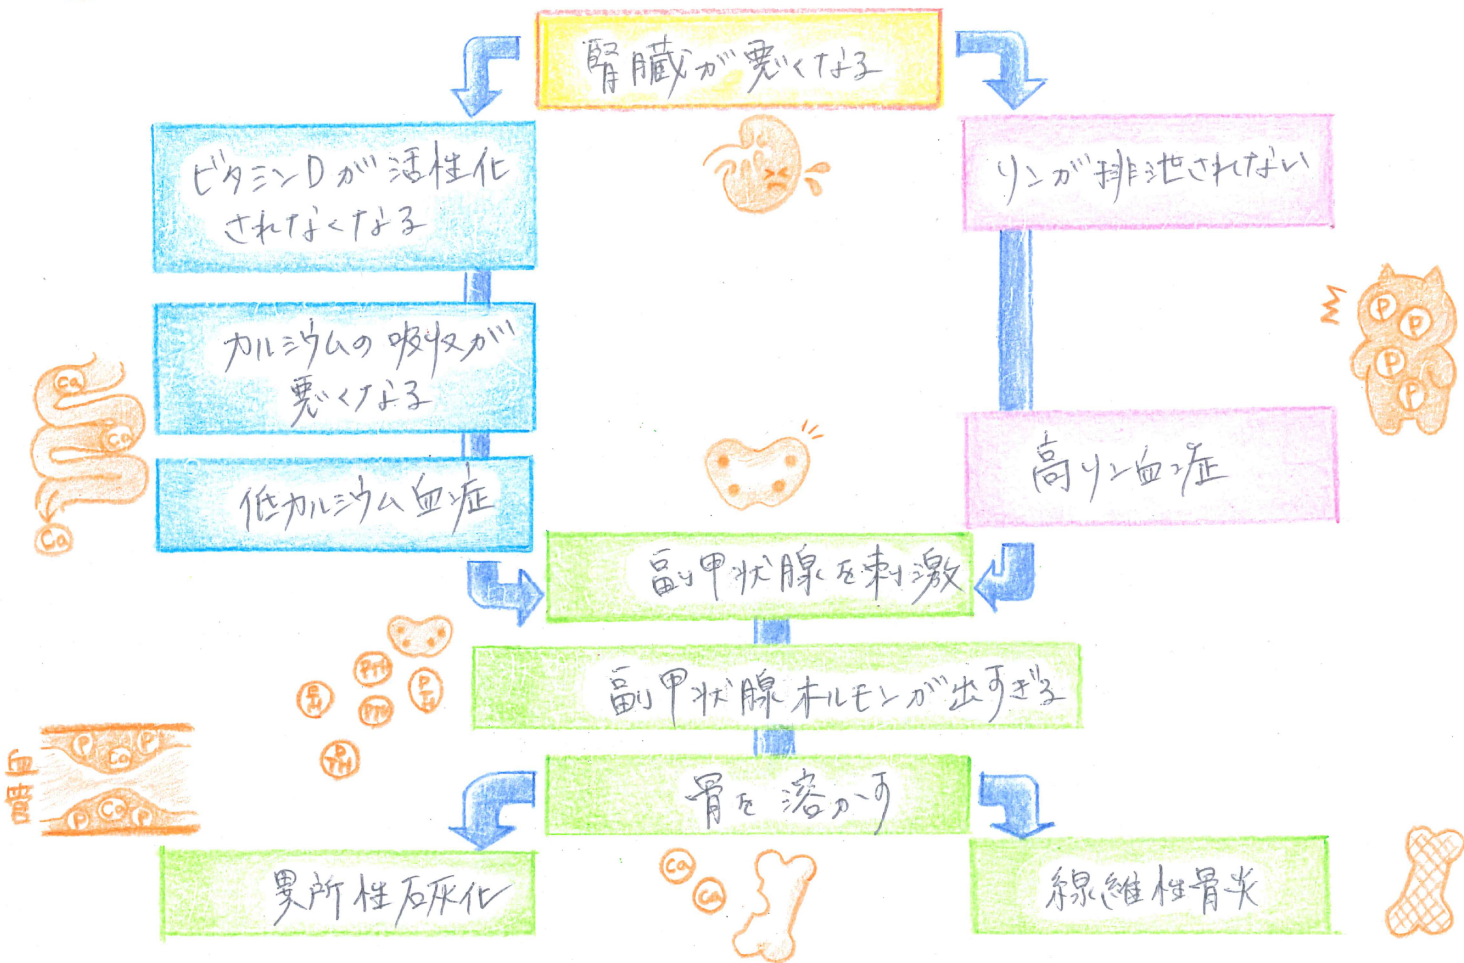 腎臓が悪くなる
ビタミンDが活性化
されなくなる
リンが排泄されない
カルシウムの吸収が
悪くなる
P
P
P
P
Ca
Ca
Ca
低カルシウム血症
高リン血症
副甲状腺を刺激
副甲状腺ホルモンが出すぎる
PTH
PTH
PTH
PTH
PTH
血管
P
Ca
P
P
Ca
P
骨を溶かす
異所性石灰化
Ca
Ca
線維性骨炎